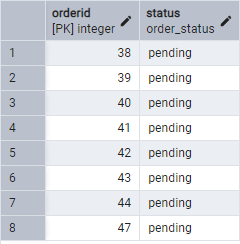 orderid status
[PK] integer order_status
1 38 pending
2 39 pending
3 40 pending
4 41 pending
5 42 pending
6 43 pending
7 44 pending
8 47 pending